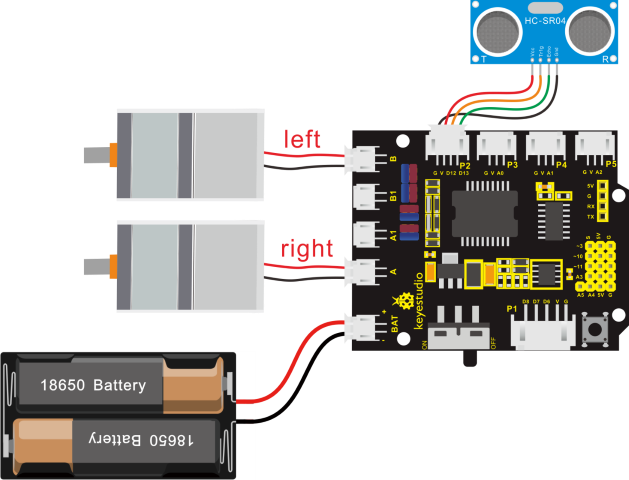 HC-SR04
Vcc
Trig
Echo
Gnd
T
R
left
B
P2
P3
P4
P5
G V D12 D13
G V A0
G V A1
G V A2
B1
5V
G
RX
TX
A1
right
A
S
5V
G
~3
~10
~11
A3
A5 A4 5V G
keyestudio
BAT
+
-
P1
D8 D7 D6 V G
ON
OFF
18650 Battery
18650 Battery